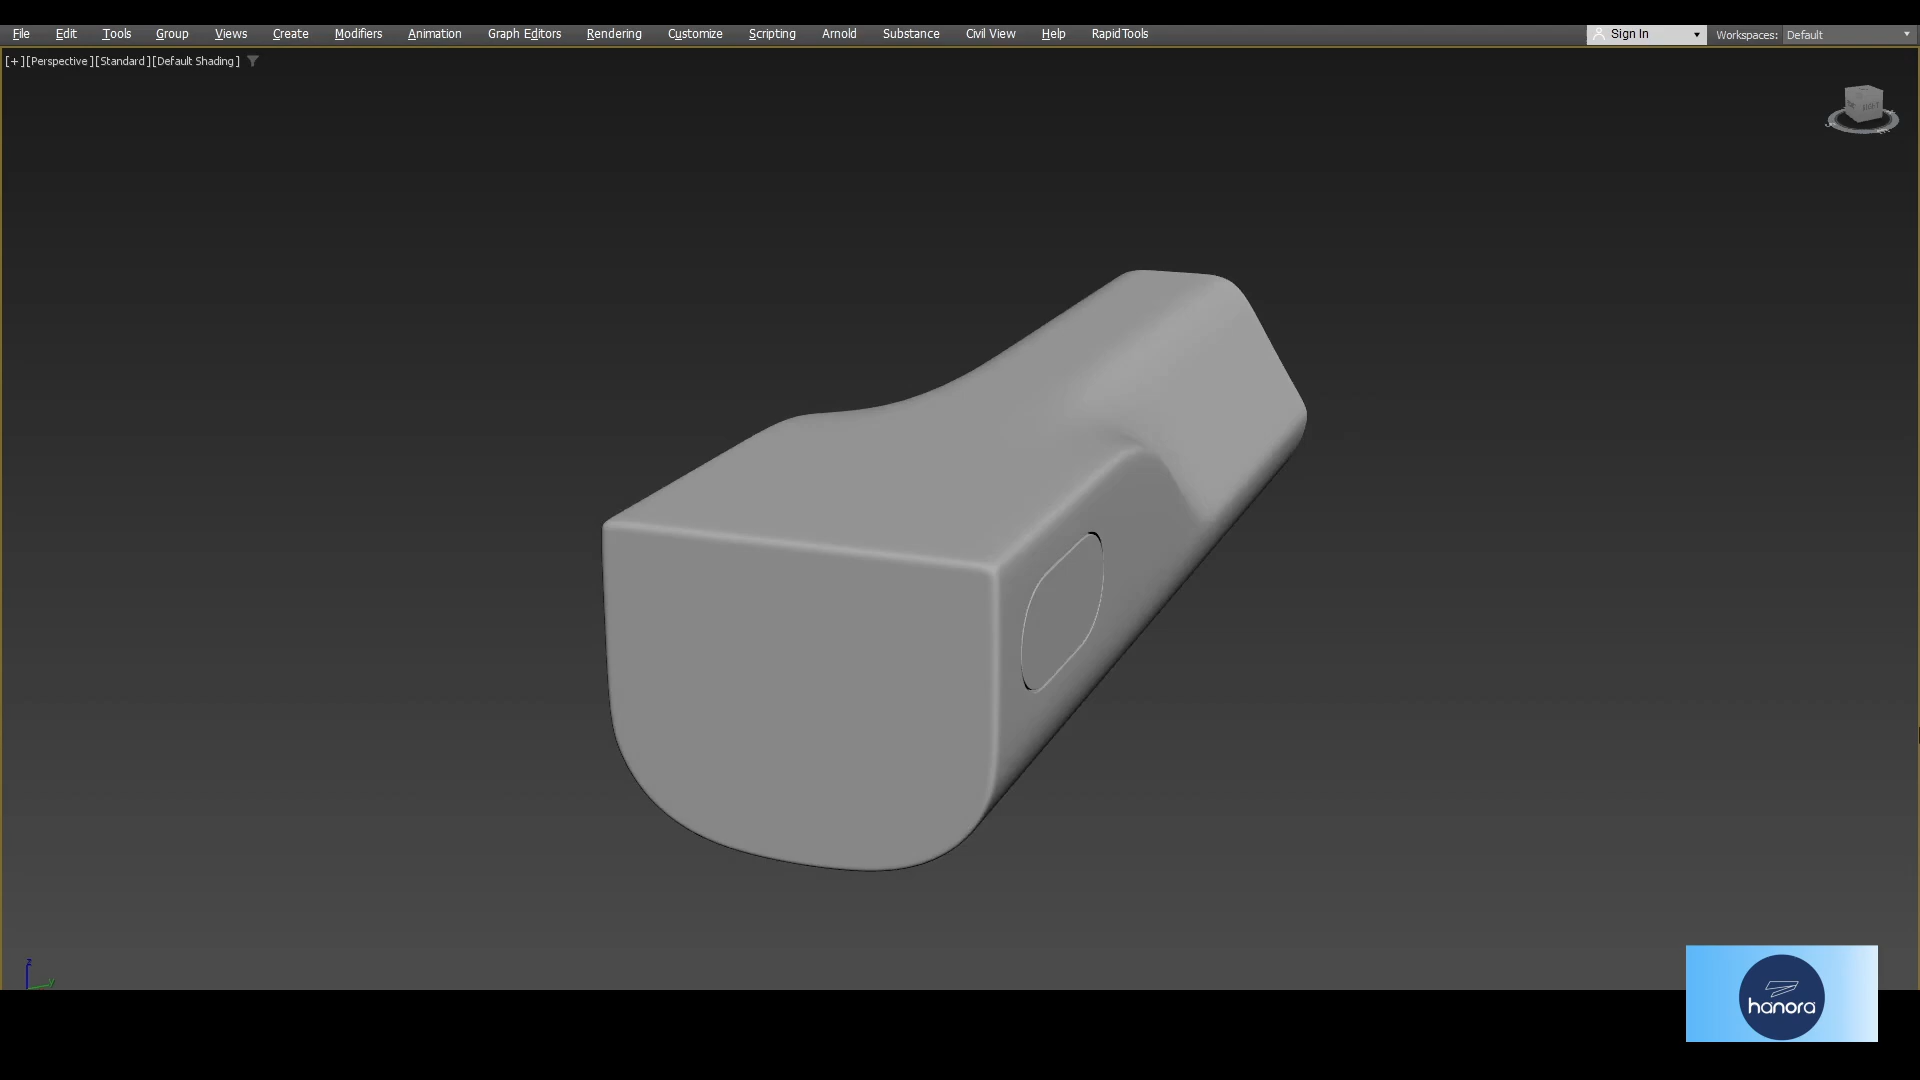 File Edit Tools Group Views Create Modifiers Animation Graph Editors Rendering Customize Scripting Arnold Substance Civil View Help RapidTools Sign In Workspaces: Default
[+][Perspective][Standard][Default Shading]
z
y
hanora